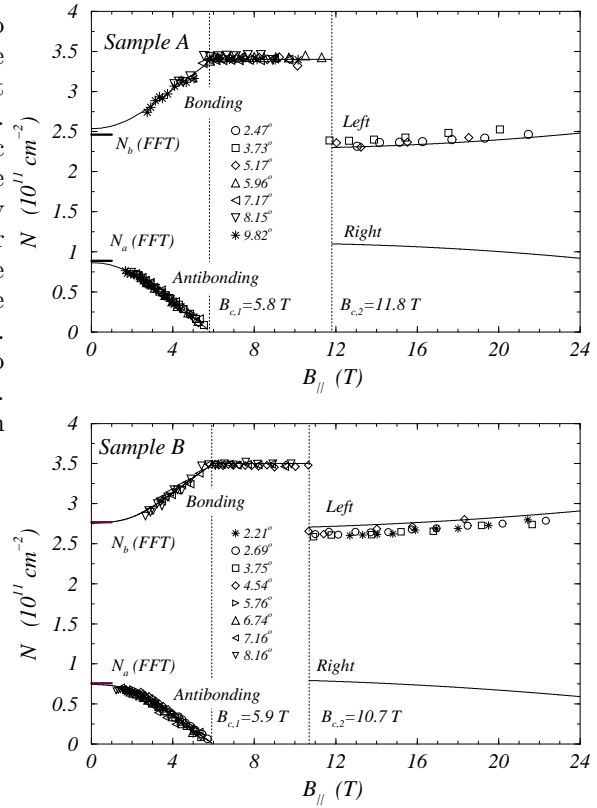 Sample A
4
3.5
3
2.5
2
1.5
1
0.5
0
N (10^11 cm^−2)
Bonding
N_b (FFT)
2.47°
3.73°
5.17°
5.96°
7.17°
8.15°
9.82°
Left
N_a (FFT)
Right
Antibonding
B_c,1=5.8 T
B_c,2=11.8 T
0 4 8 12 16 20 24
B_// (T)
Sample B
4
3.5
3
2.5
2
1.5
1
0.5
0
N (10^11 cm^−2)
Bonding
Left
N_b (FFT)
2.21°
2.69°
3.75°
4.54°
5.76°
6.74°
7.16°
8.16°
N_a (FFT)
Right
Antibonding
B_c,1=5.9 T
B_c,2=10.7 T
0 4 8 12 16 20 24
B_// (T)